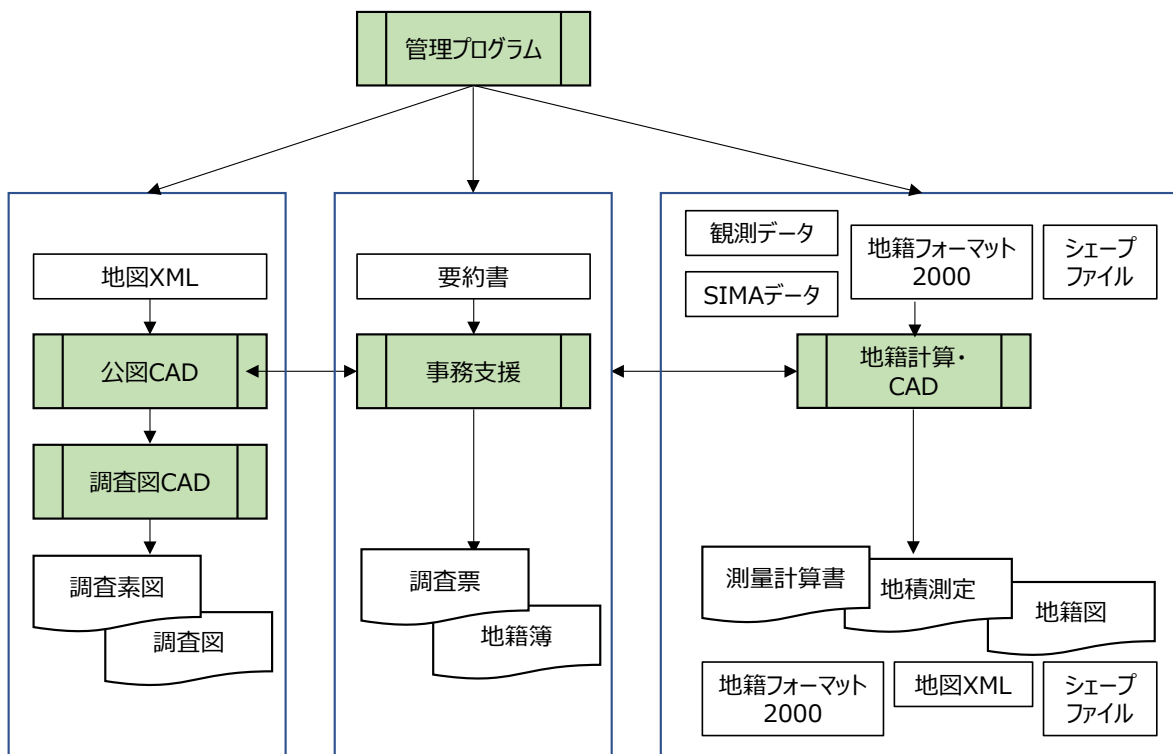 管理プログラム
地図XML
公図CAD
調査図CAD
調査素図
調査図
要約書
事務支援
調査票
地籍簿
観測データ
SIMAデータ
地籍フォーマット
2000
シェープ
ファイル
地籍計算・
CAD
測量計算書
地積測定
地籍図
地籍フォーマット
2000
地図XML
シェープ
ファイル